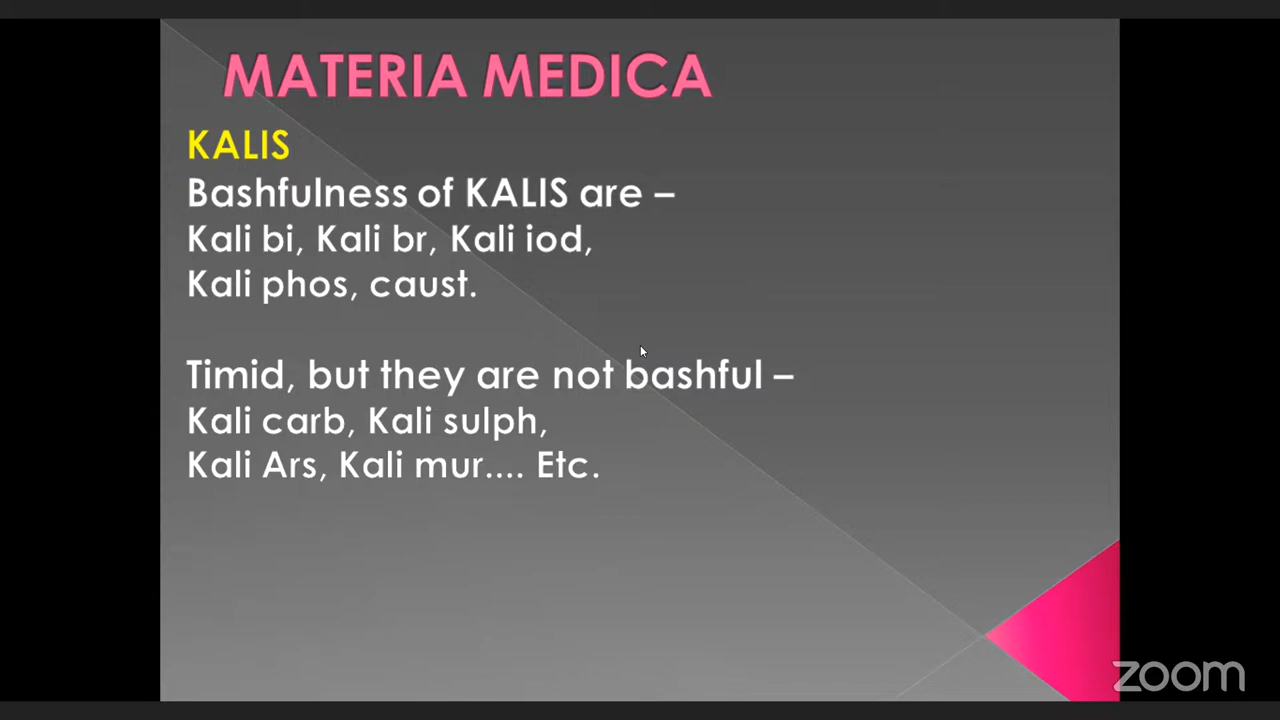 MATERIA MEDICA
KALIS
Bashfulness of KALIS are –
Kali bi, Kali br, Kali iod,
Kali phos, caust.
Timid, but they are not bashful –
Kali carb, Kali sulph,
Kali Ars, Kali mur.... Etc.
zoom